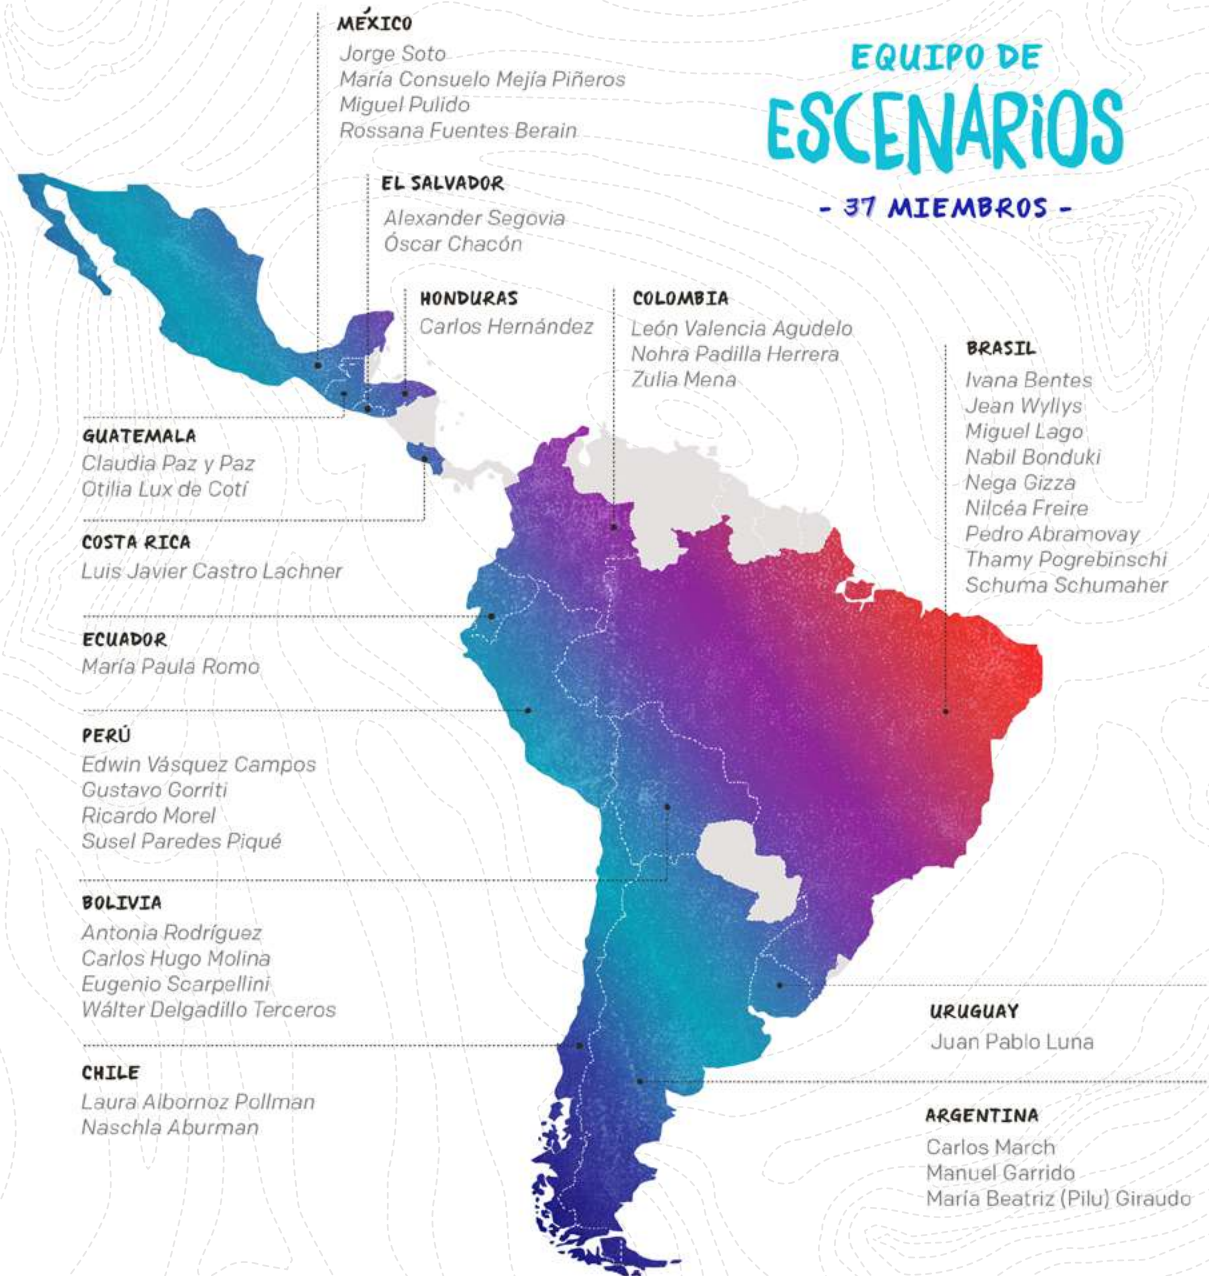 EQUIPO DE
ESCENARIOS
- 37 MIEMBROS -
MÉXICO
Jorge Soto
María Consuelo Mejía Piñeros
Miguel Pulido
Rossana Fuentes Berain
EL SALVADOR
Alexander Segovia
Óscar Chacón
HONDURAS
Carlos Hernández
COLOMBIA
León Valencia Agudelo
Nohra Padilla Herrera
Zulia Mena
BRASIL
Ivana Bentes
Jean Wyllys
Miguel Lago
Nabil Bonduki
Nega Gizza
Nilcéa Freire
Pedro Abramovay
Thamy Pogrebinschi
Schuma Schumaher
GUATEMALA
Claudia Paz y Paz
Otilia Lux de Cotí
COSTA RICA
Luis Javier Castro Lachner
ECUADOR
María Paula Romo
PERÚ
Edwin Vásquez Campos
Gustavo Gorriti
Ricardo Morel
Susel Paredes Piqué
BOLIVIA
Antonia Rodríguez
Carlos Hugo Molina
Eugenio Scarpellini
Wálter Delgadillo Terceros
CHILE
Laura Albornoz Pollman
Naschla Aburman
URUGUAY
Juan Pablo Luna
ARGENTINA
Carlos March
Manuel Garrido
María Beatriz (Pilu) Giraudo